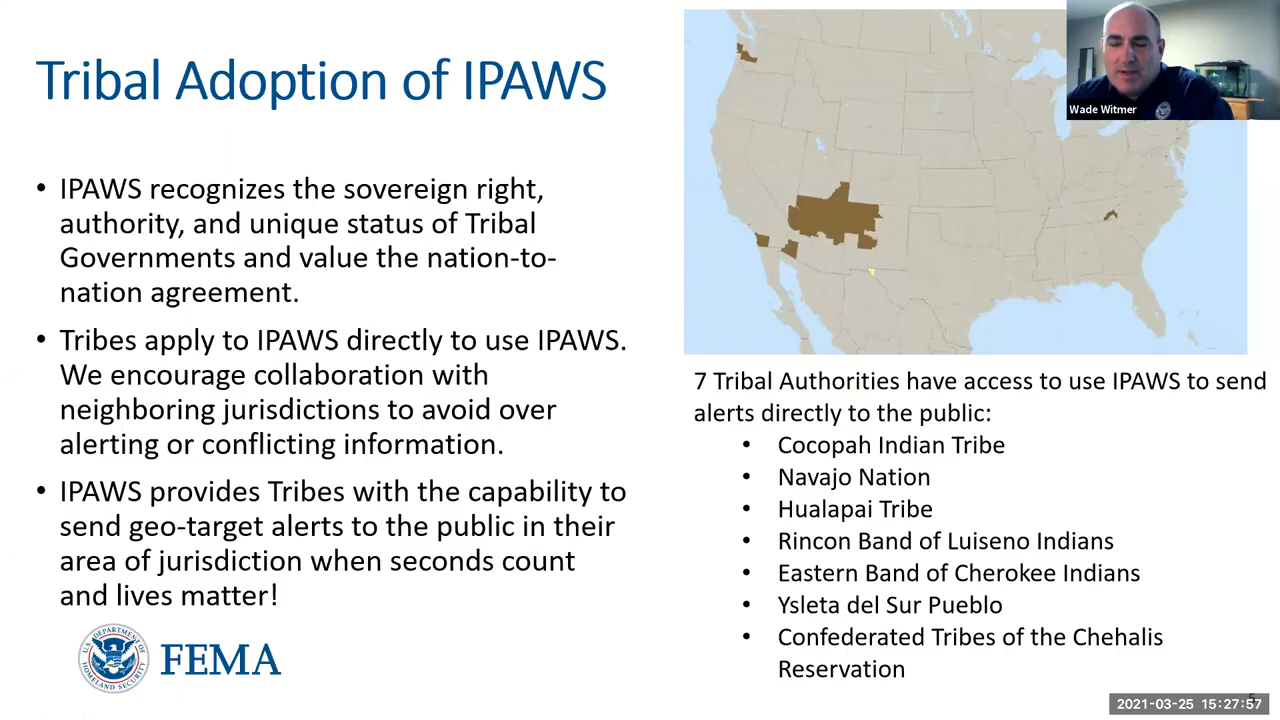 Tribal Adoption of IPAWS
• IPAWS recognizes the sovereign right,
authority, and unique status of Tribal
Governments and value the nation-to-
nation agreement.
• Tribes apply to IPAWS directly to use IPAWS.
We encourage collaboration with
neighboring jurisdictions to avoid over
alerting or conflicting information.
• IPAWS provides Tribes with the capability to
send geo-target alerts to the public in their
area of jurisdiction when seconds count
and lives matter!
U.S. DEPARTMENT OF
HOMELAND SECURITY
FEMA
Wade Witmer
7 Tribal Authorities have access to use IPAWS to send
alerts directly to the public:
• Cocopah Indian Tribe
• Navajo Nation
• Hualapai Tribe
• Rincon Band of Luiseno Indians
• Eastern Band of Cherokee Indians
• Ysleta del Sur Pueblo
• Confederated Tribes of the Chehalis
Reservation
5
2021-03-25 15:27:57